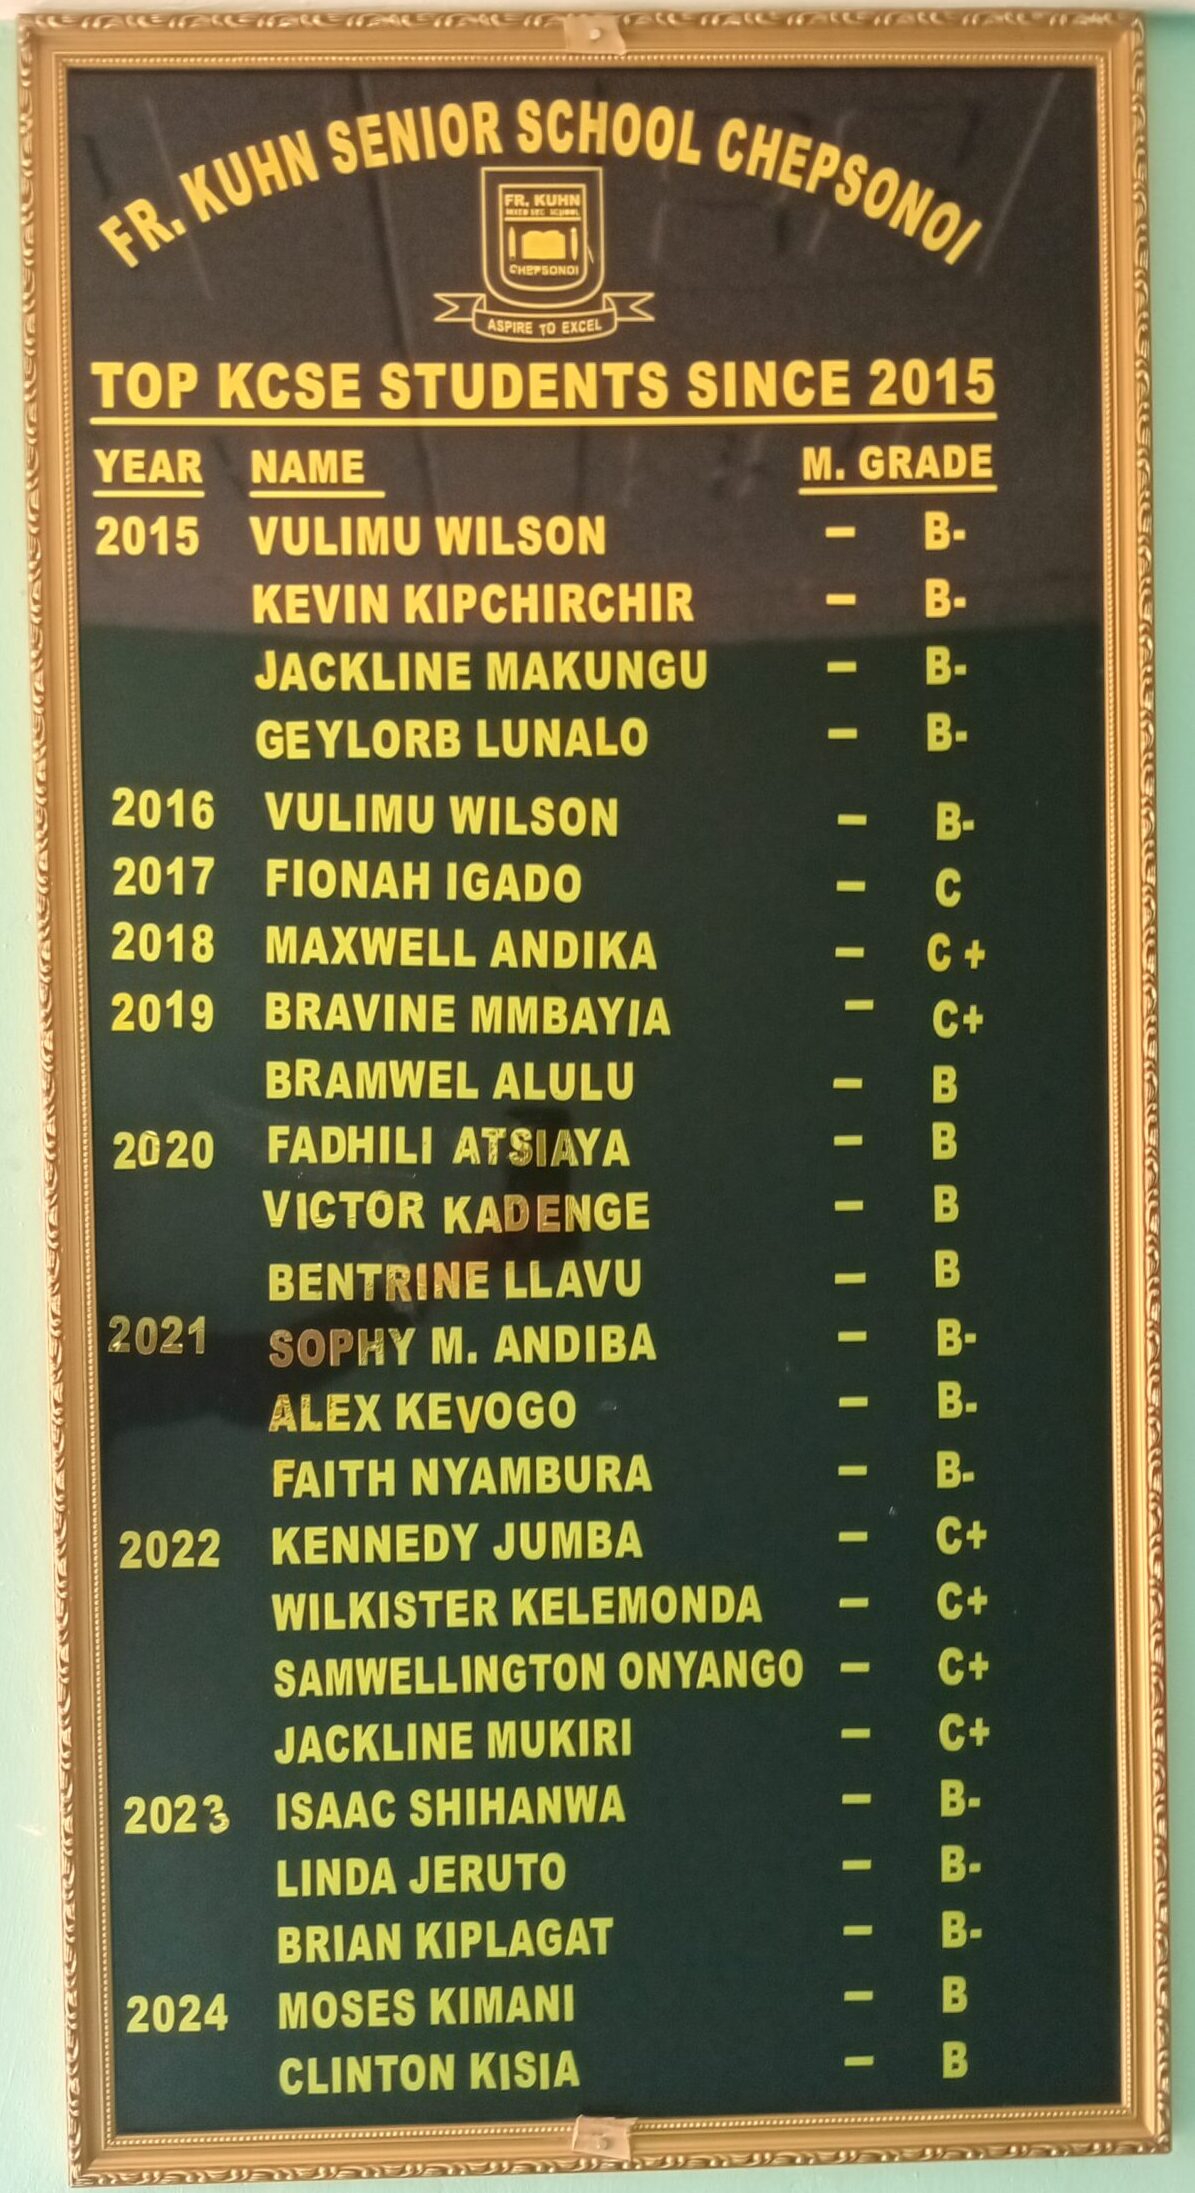 FR. KUHN SENIOR SCHOOL CHEPSONOI
FR. KUHN
MIXED SEC SCHOOL
CHEPSONOI
ASPIRE TO EXCEL
TOP KCSE STUDENTS SINCE 2015
YEAR NAME M. GRADE
2015 VULIMU WILSON – B-
KEVIN KIPCHIRCHIR – B-
JACKLINE MAKUNGU – B-
GEYLORB LUNALO – B-
2016 VULIMU WILSON – B-
2017 FIONAH IGADO – C
2018 MAXWELL ANDIKA – C +
2019 BRAVINE MMBAYIA – C+
BRAMWEL ALULU – B
2020 FADHILI ATSIAYA – B
VICTOR KADENGE – B
BENTRINE LLAVU – B
2021 SOPHY M. ANDIBA – B-
ALEX KEVOGO – B-
FAITH NYAMBURA – B-
2022 KENNEDY JUMBA – C+
WILKISTER KELEMONDA – C+
SAMWELLINGTON ONYANGO – C+
JACKLINE MUKIRI – C+
2023 ISAAC SHIHANWA – B-
LINDA JERUTO – B-
BRIAN KIPLAGAT – B-
2024 MOSES KIMANI – B
CLINTON KISIA – B